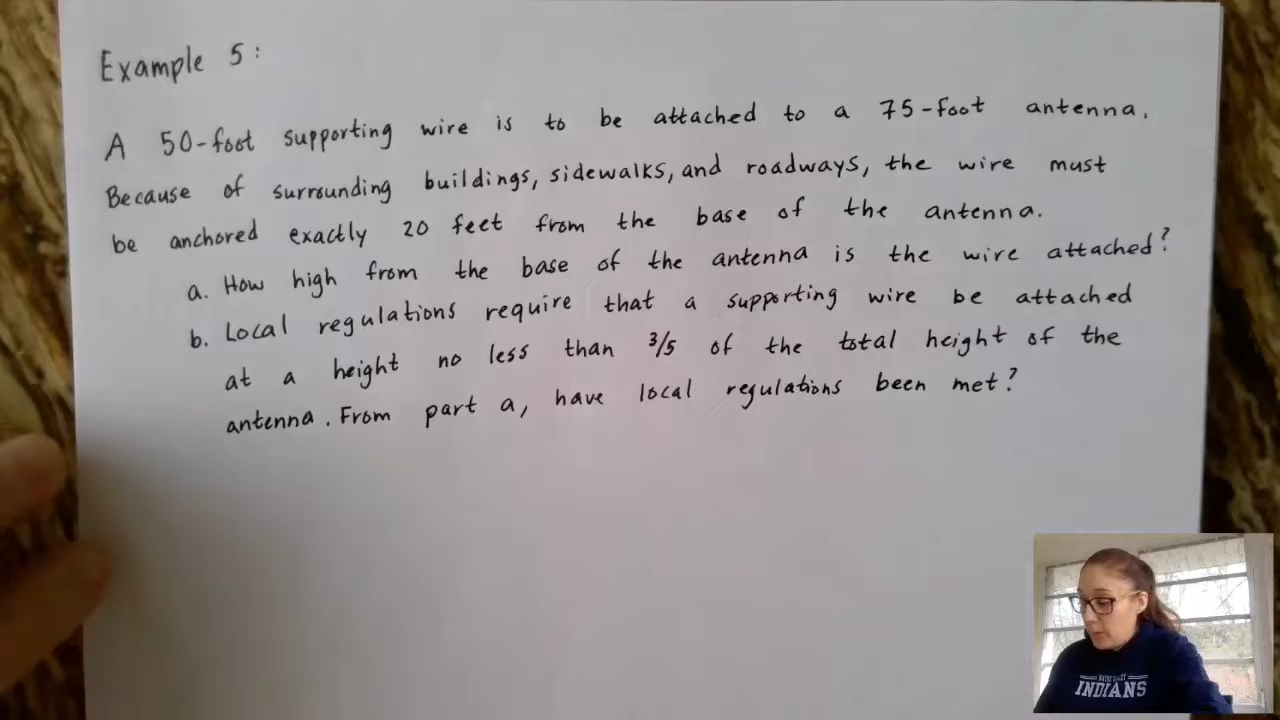 Example 5:
A 50-foot supporting wire is to be attached to a 75-foot antenna.
Because of surrounding buildings, sidewalks, and roadways, the wire must
be anchored exactly 20 feet from the base of the antenna.
a. How high from the base of the antenna is the wire attached?
b. Local regulations require that a supporting wire be attached
at a height no less than 3/5 of the total height of the
antenna. From part a, have local regulations been met?
INDIANS